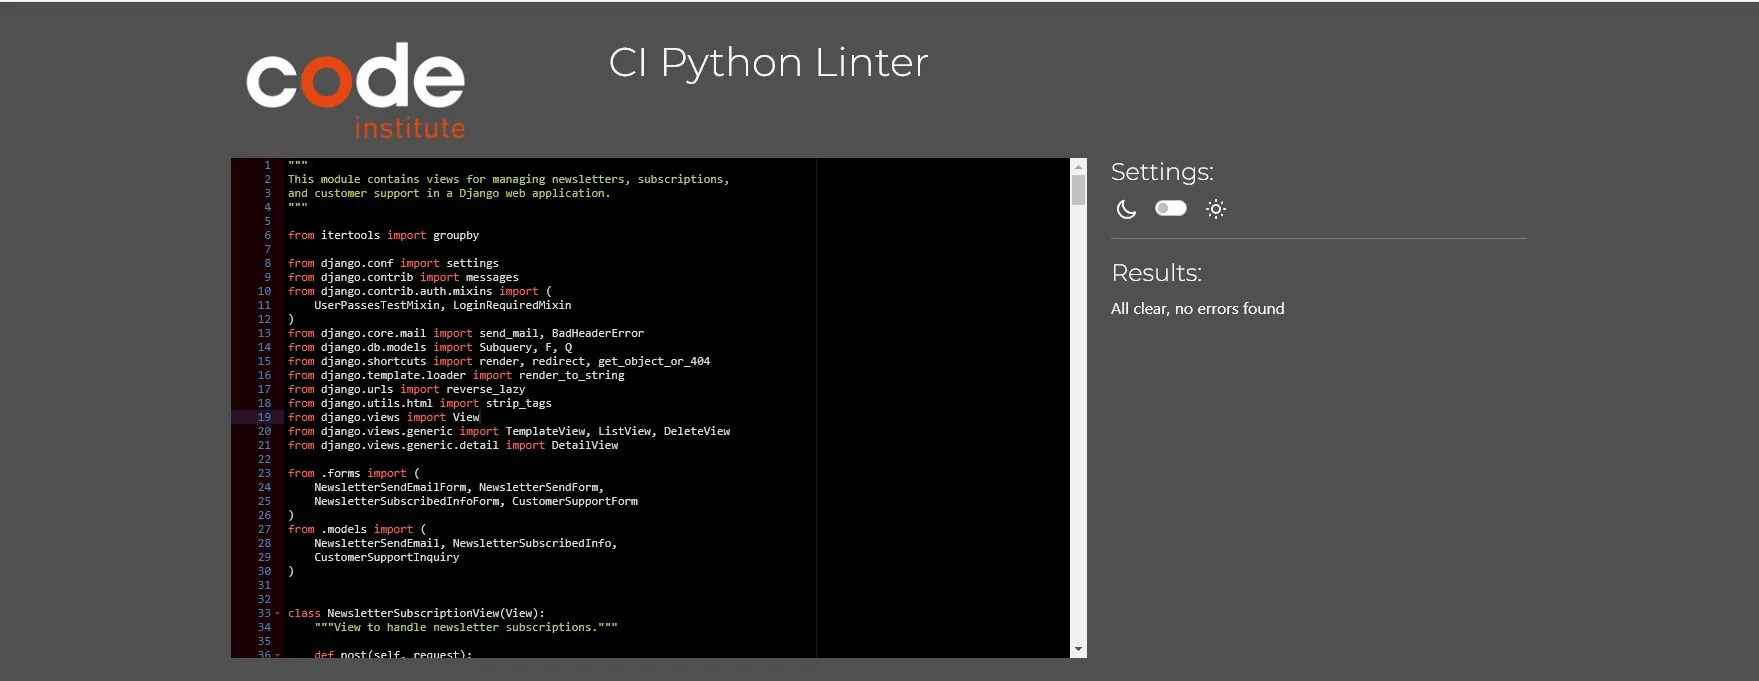 code
institute
CI Python Linter
1 """
2 This module contains views for managing newsletters, subscriptions,
3 and customer support in a Django web application.
4 """
5
6 from itertools import groupby
7
8 from django.conf import settings
9 from django.contrib import messages
10 from django.contrib.auth.mixins import (
11     UserPassesTestMixin, LoginRequiredMixin
12 )
13 from django.core.mail import send_mail, BadHeaderError
14 from django.db.models import Subquery, F, Q
15 from django.shortcuts import render, redirect, get_object_or_404
16 from django.template.loader import render_to_string
17 from django.urls import reverse_lazy
18 from django.utils.html import strip_tags
19 from django.views import View
20 from django.views.generic import TemplateView, ListView, DeleteView
21 from django.views.generic.detail import DetailView
22
23 from .forms import (
24     NewsletterSendEmailForm, NewsletterSendForm,
25     NewsletterSubscribedInfoForm, CustomerSupportForm
26 )
27 from .models import (
28     NewsletterSendEmail, NewsletterSubscribedInfo,
29     CustomerSupportInquiry
30 )
31
32
33 class NewsletterSubscriptionView(View):
34     """View to handle newsletter subscriptions."""
35
36     def post(self, request):
Settings:
Results:
All clear, no errors found